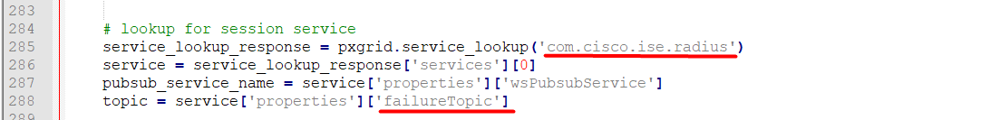 283
284 # lookup for session service
285 service_lookup_response = pxgrid.service_lookup('com.cisco.ise.radius')
286 service = service_lookup_response['services'][0]
287 pubsub_service_name = service['properties']['wsPubsubService']
288 topic = service['properties']['failureTopic']
289